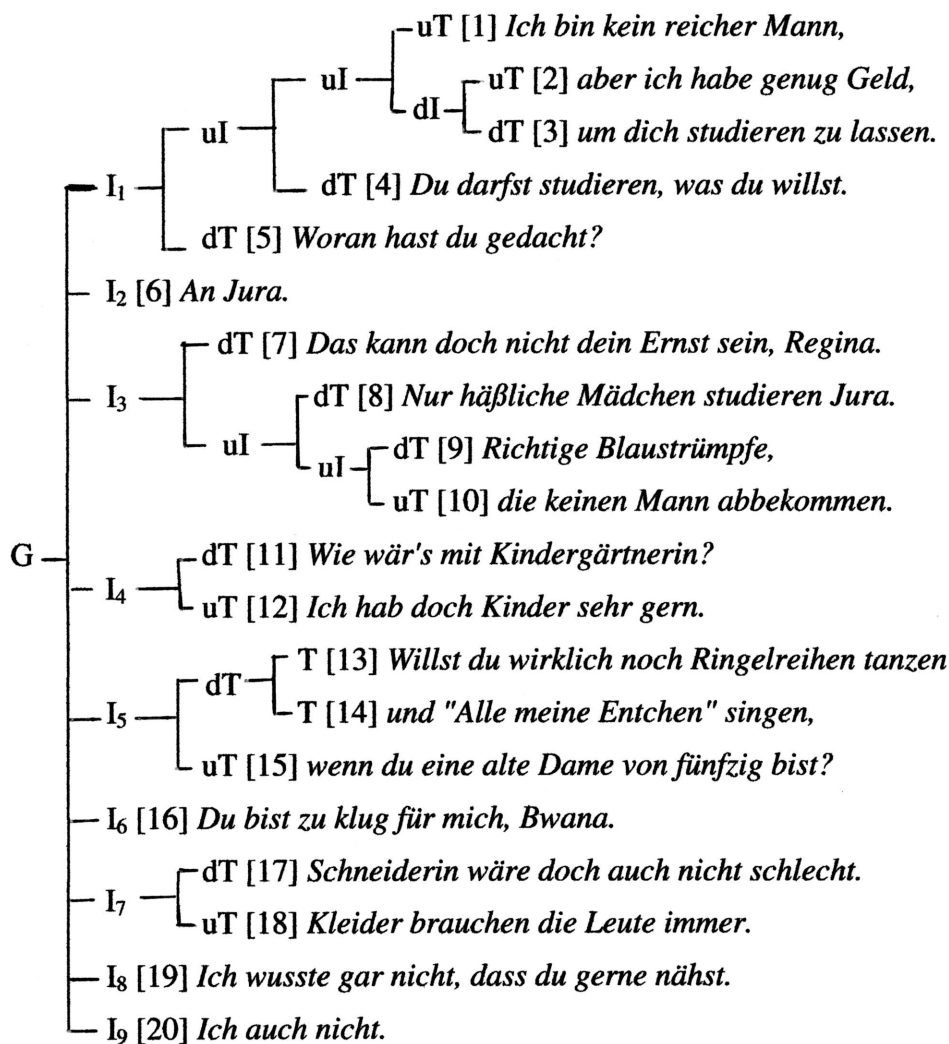 uT [1] Ich bin kein reicher Mann,
uI uT [2] aber ich habe genug Geld,
dI
uI dT [3] um dich studieren zu lassen.
I₁ dT [4] Du darfst studieren, was du willst.
dT [5] Woran hast du gedacht?
I₂ [6] An Jura.
dT [7] Das kann doch nicht dein Ernst sein, Regina.
I₃ dT [8] Nur häßliche Mädchen studieren Jura.
uI dT [9] Richtige Blaustrümpfe,
uI
uT [10] die keinen Mann abbekommen.
G dT [11] Wie wär's mit Kindergärtnerin?
I₄
uT [12] Ich hab doch Kinder sehr gern.
T [13] Willst du wirklich noch Ringelreihen tanzen
dT
I₅ T [14] und "Alle meine Entchen" singen,
uT [15] wenn du eine alte Dame von fünfzig bist?
I₆ [16] Du bist zu klug für mich, Bwana.
dT [17] Schneiderin wäre doch auch nicht schlecht.
I₇
uT [18] Kleider brauchen die Leute immer.
I₈ [19] Ich wusste gar nicht, dass du gerne nähst.
I₉ [20] Ich auch nicht.